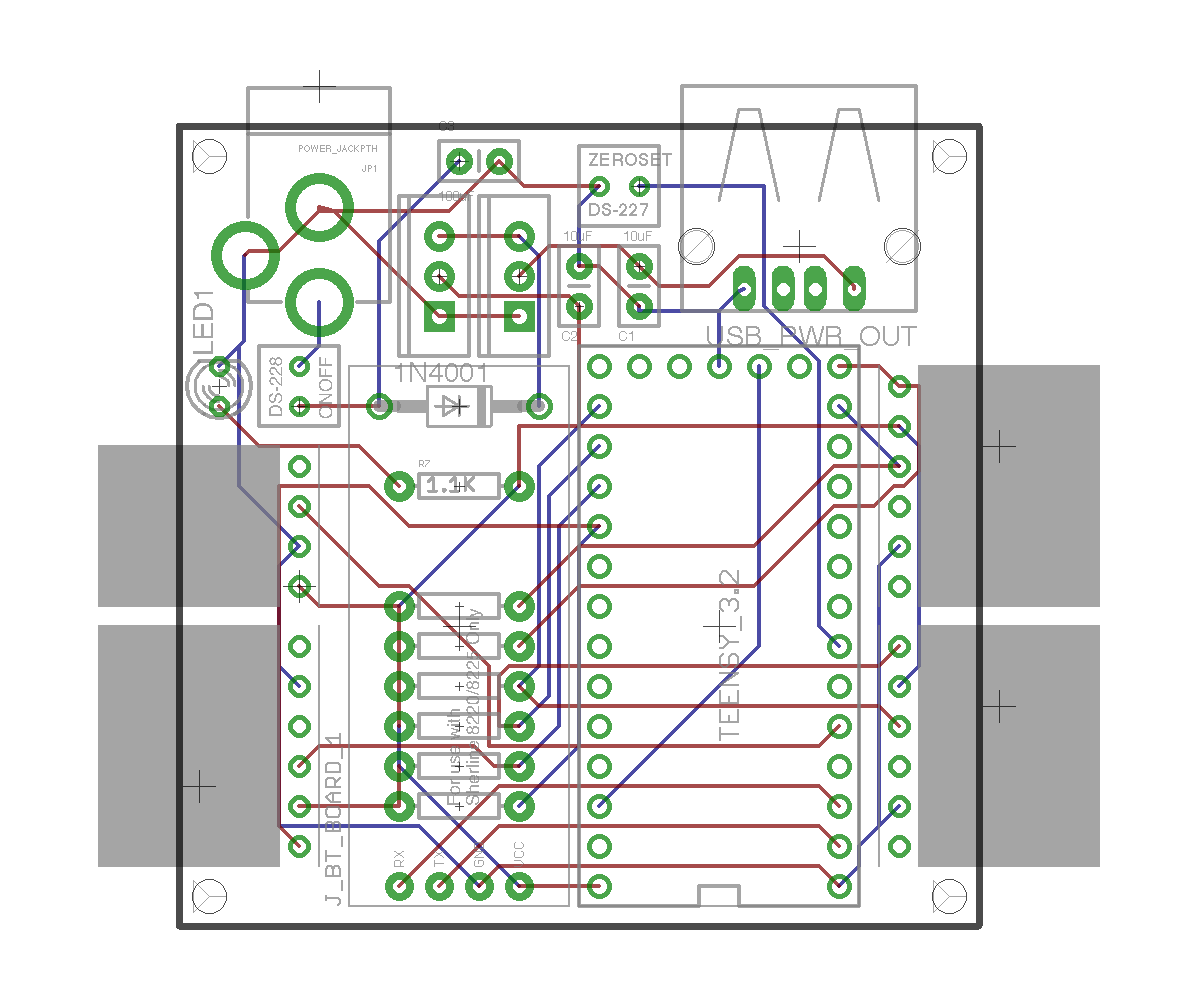 C3
POWER_JACKPTH
JP1
ZEROSET
100uF
DS-227
10uF
10uF
LED1
C2
C1
USB_PWR_OUT
DS-228
ONOFF
1N4001
R7
1.1K
TEENSY_3.2
For use with
Sherline 8220/8225 Only
J_BT_BOARD_1
RX
TX
GND
VCC